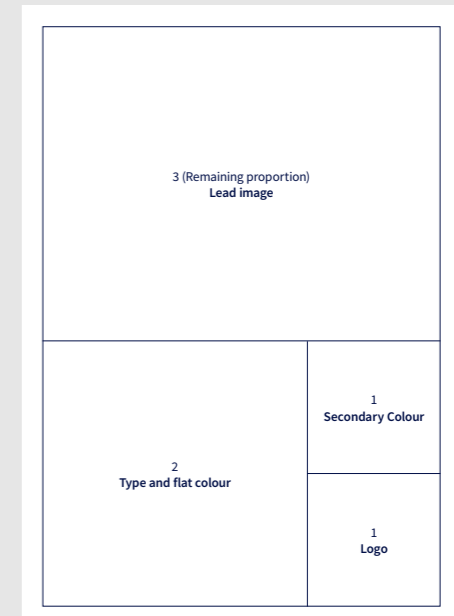 3 (Remaining proportion)
Lead image
1
Secondary Colour
2
Type and flat colour
1
Logo